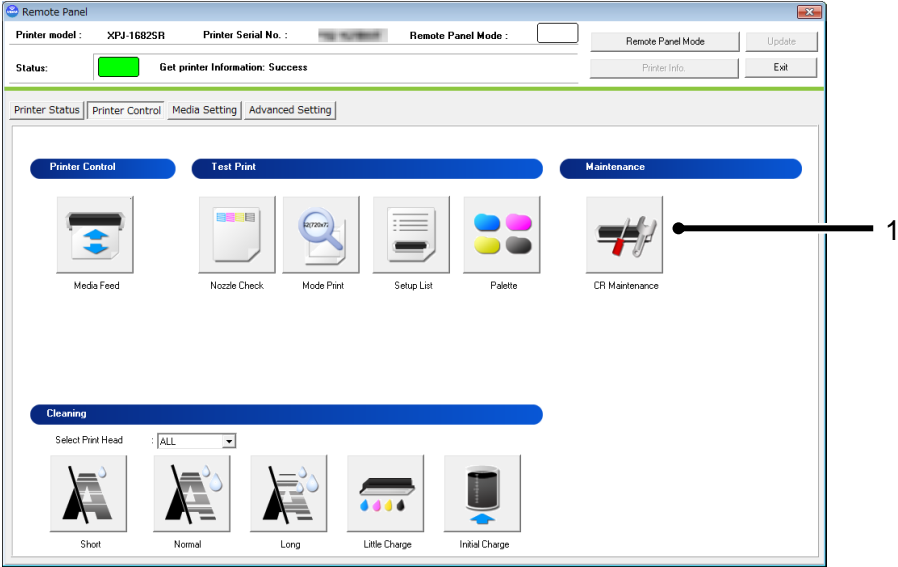 Remote Panel
Printer model : XPJ-1682SR Printer Serial No. : Remote Panel Mode :
Remote Panel Mode Update
Status: Get printer Information: Success
Printer Info. Exit
Printer Status Printer Control Media Setting Advanced Setting
Printer Control Test Print Maintenance
1
Media Feed Nozzle Check Mode Print Setup List Palette CR Maintenance
Cleaning
Select Print Head : ALL
Short Normal Long Little Charge Initial Charge